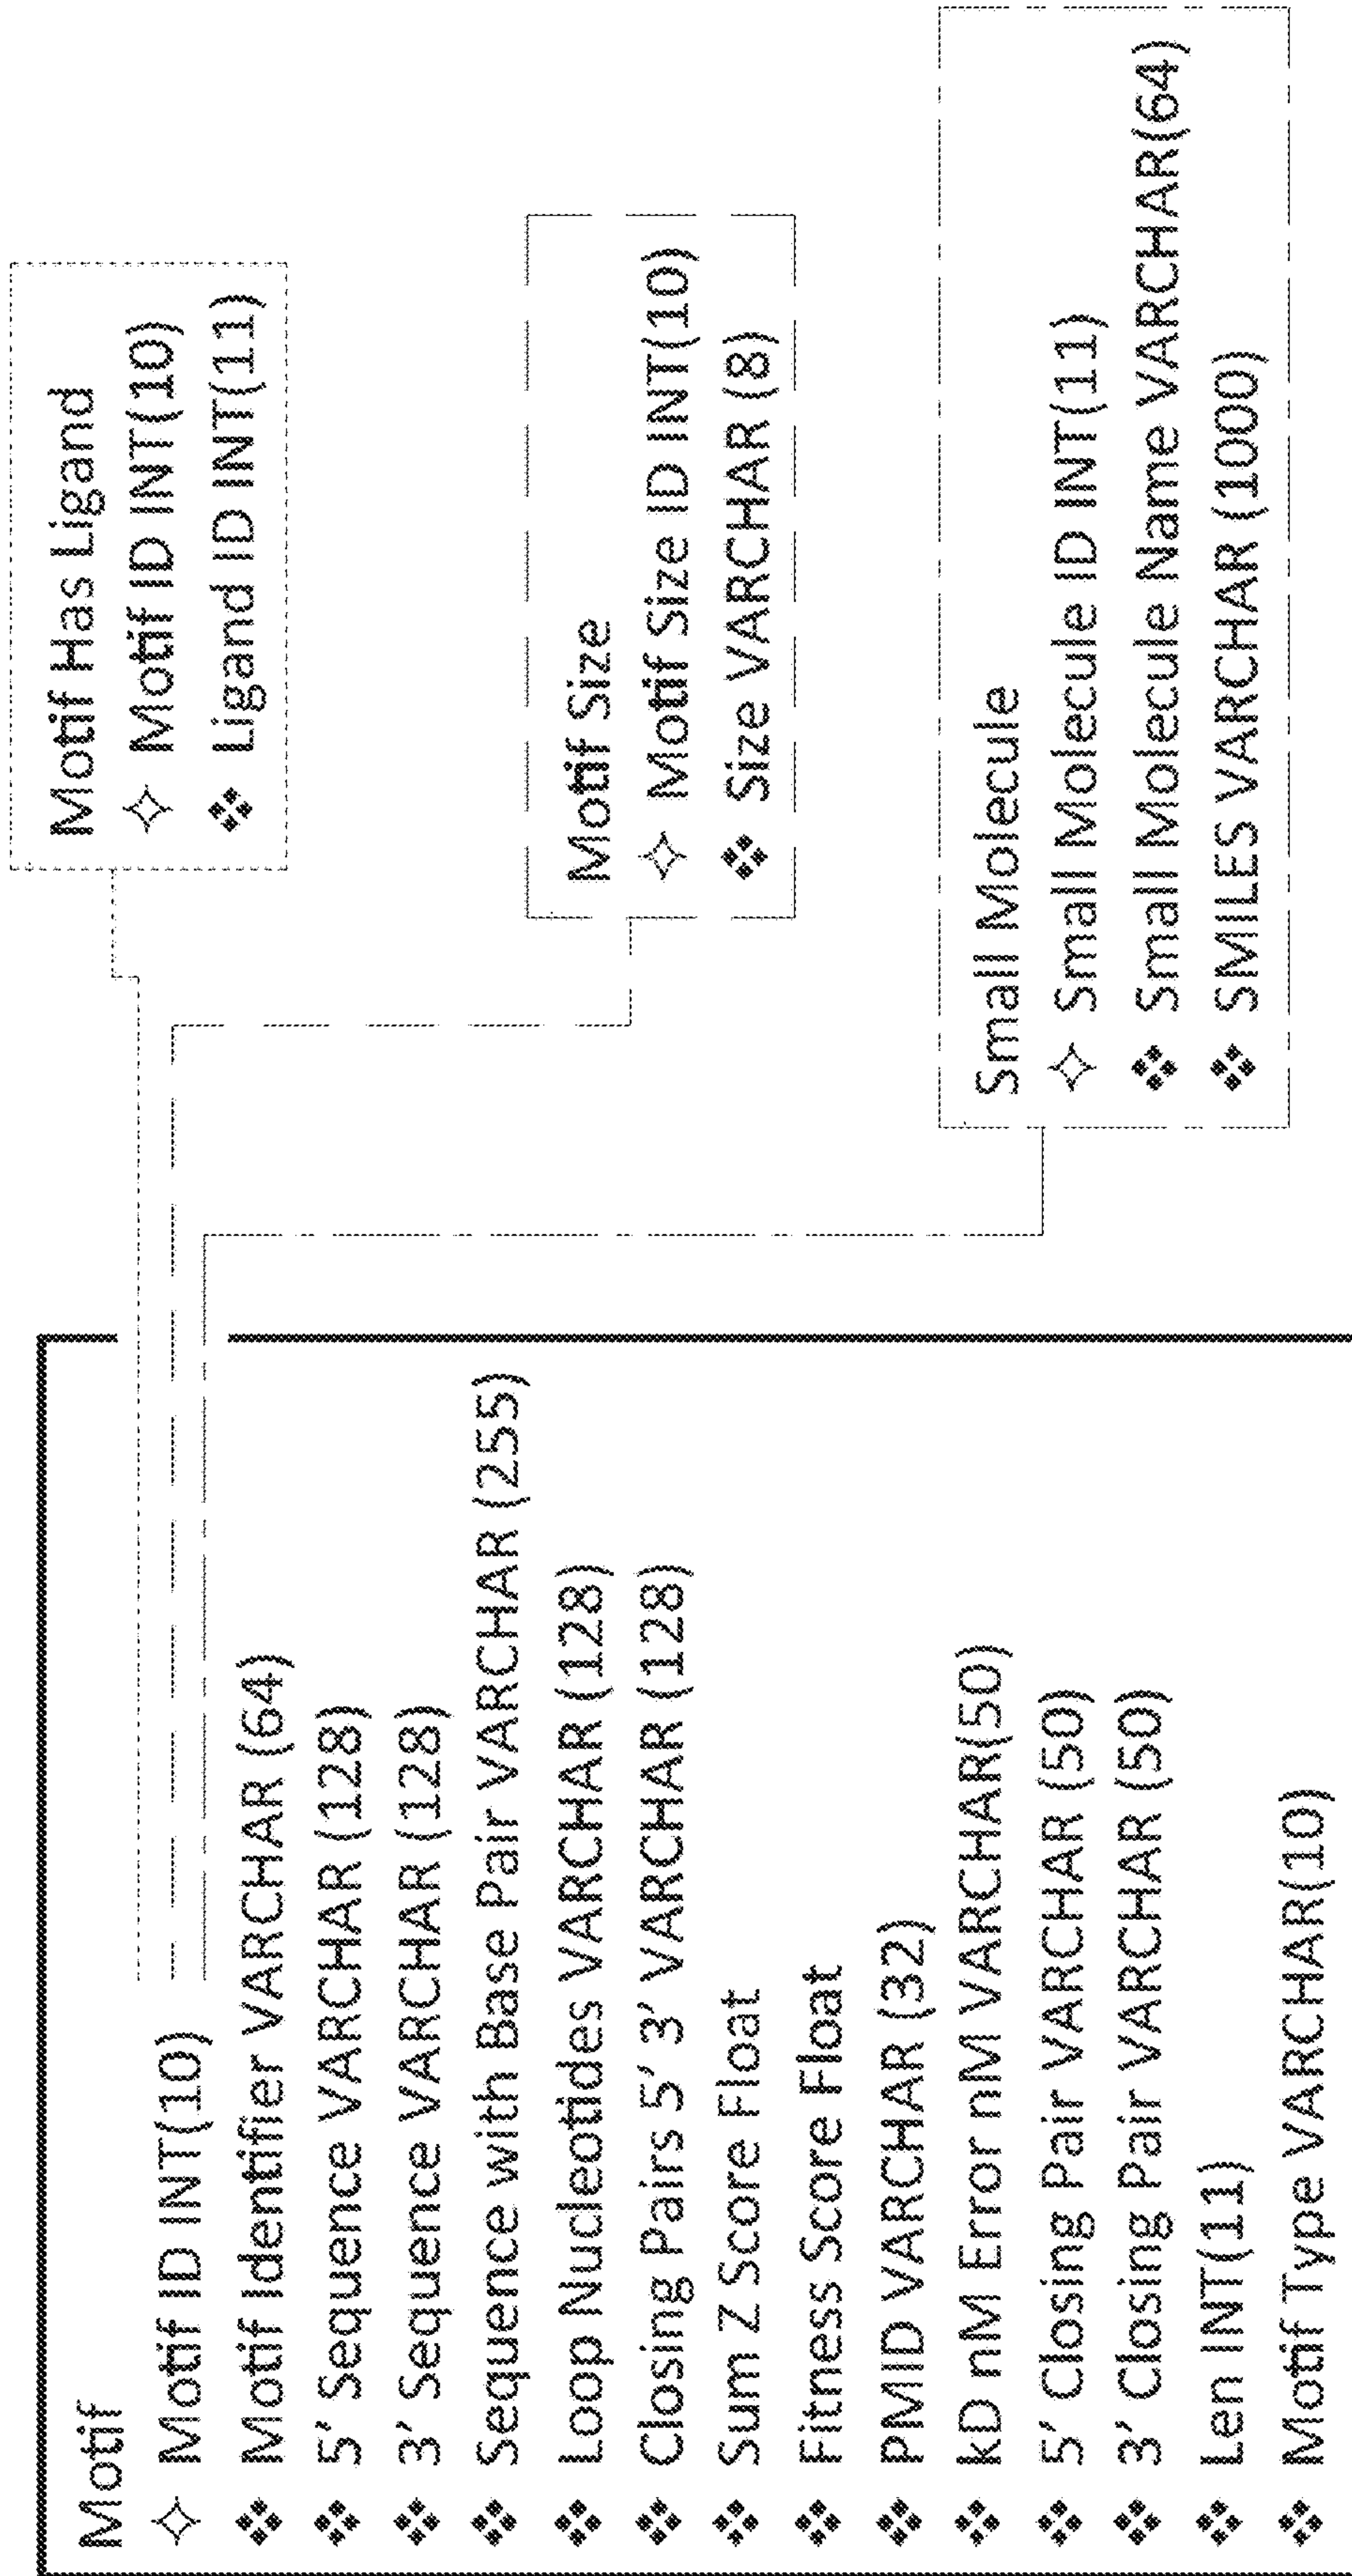 Motif
✧ Motif ID INT(10)
❖ Motif Identifier VARCHAR (64)
❖ 5′ Sequence VARCHAR (128)
❖ 3′ Sequence VARCHAR (128)
❖ Sequence with Base Pair VARCHAR (255)
❖ Loop Nucleotides VARCHAR (128)
❖ Closing Pairs 5′ 3′ VARCHAR (128)
❖ Sum Z Score Float
❖ Fitness Score Float
❖ PMID VARCHAR (32)
❖ kD nM Error nM VARCHAR(50)
❖ 5′ Closing Pair VARCHAR (50)
❖ 3′ Closing Pair VARCHAR (50)
❖ Len INT(11)
❖ Motif Type VARCHAR(10)
Motif Has Ligand
✧ Motif ID INT(10)
❖ Ligand ID INT(11)
Motif Size
✧ Motif Size ID INT(10)
❖ Size VARCHAR (8)
Small Molecule
✧ Small Molecule ID INT(11)
❖ Small Molecule Name VARCHAR(64)
❖ SMILES VARCHAR (1000)